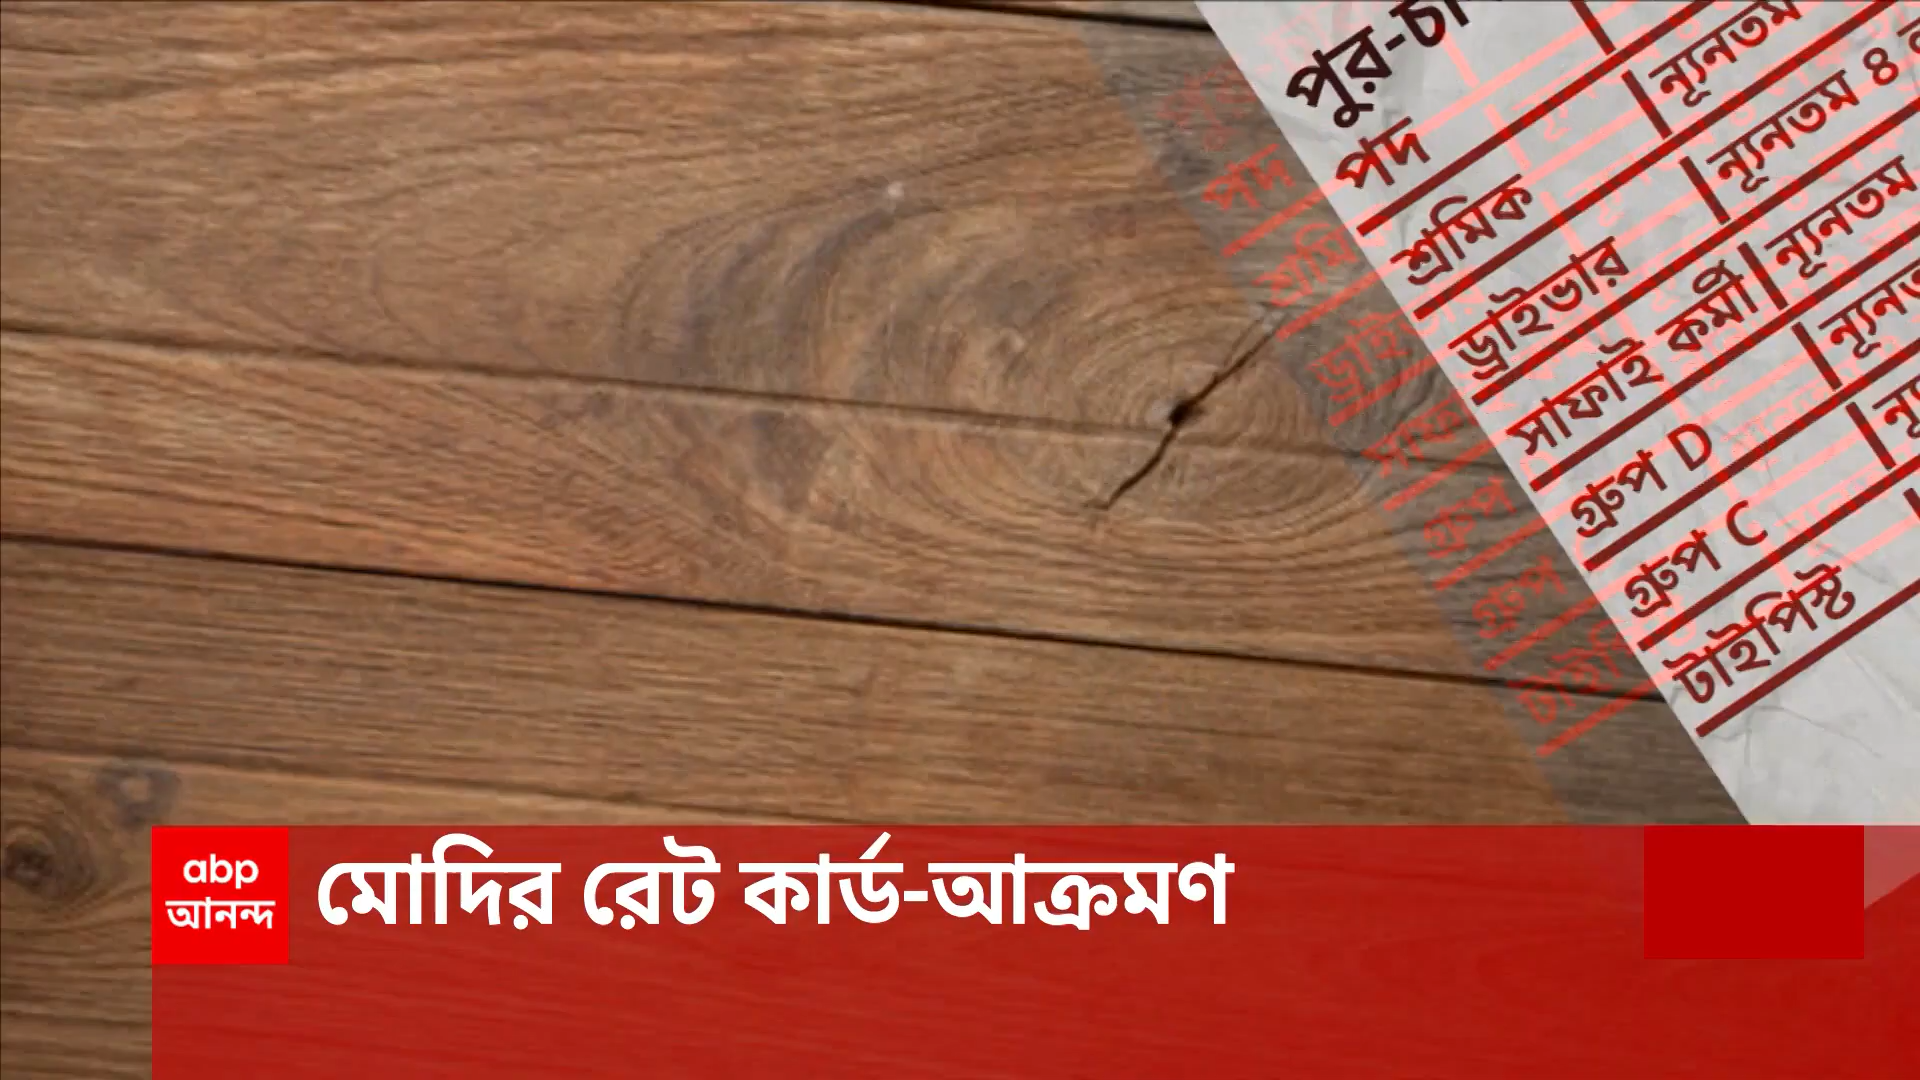 পদ
ন্যূনতম
শ্রমিক
ন্যূনতম ৪
ড্রাইভার
ন্যূনতম
সাফাই কর্মী
গ্রুপ D
গ্রুপ C
টাইপিস্ট
abp
আনন্দ
মোদির রেট কার্ড-আক্রমণ